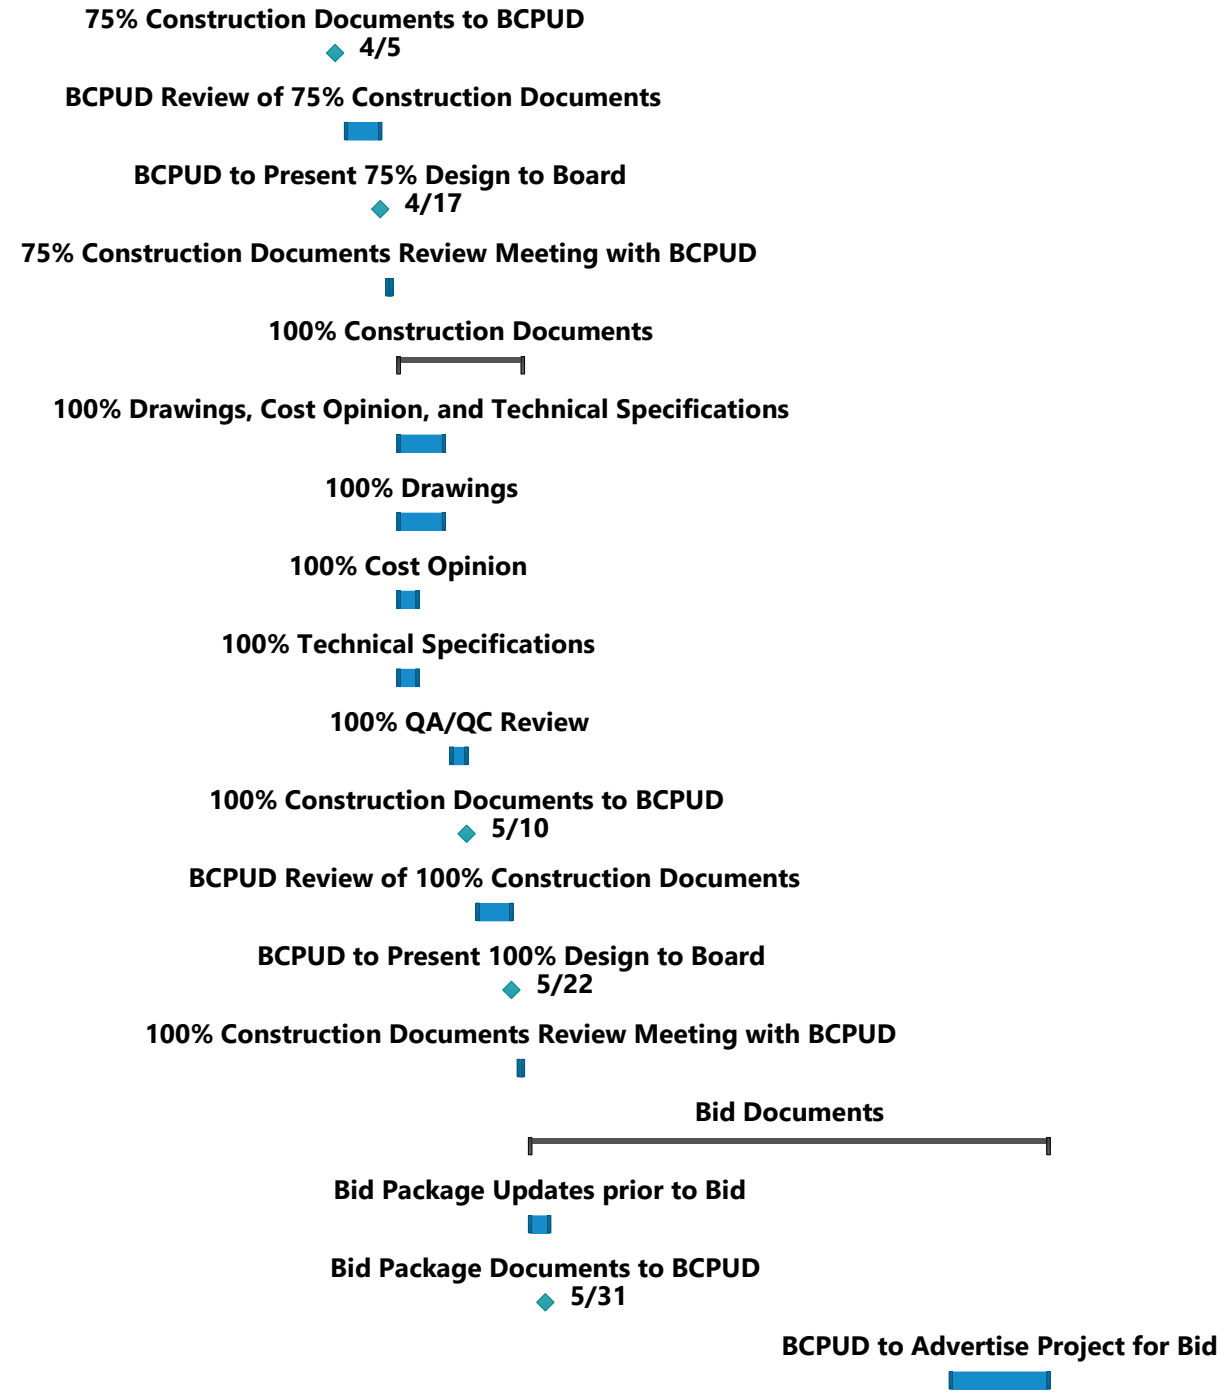 75% Construction Documents to BCPUD
4/5
BCPUD Review of 75% Construction Documents
BCPUD to Present 75% Design to Board
4/17
75% Construction Documents Review Meeting with BCPUD
100% Construction Documents
100% Drawings, Cost Opinion, and Technical Specifications
100% Drawings
100% Cost Opinion
100% Technical Specifications
100% QA/QC Review
100% Construction Documents to BCPUD
5/10
BCPUD Review of 100% Construction Documents
BCPUD to Present 100% Design to Board
5/22
100% Construction Documents Review Meeting with BCPUD
Bid Documents
Bid Package Updates prior to Bid
Bid Package Documents to BCPUD
5/31
BCPUD to Advertise Project for Bid